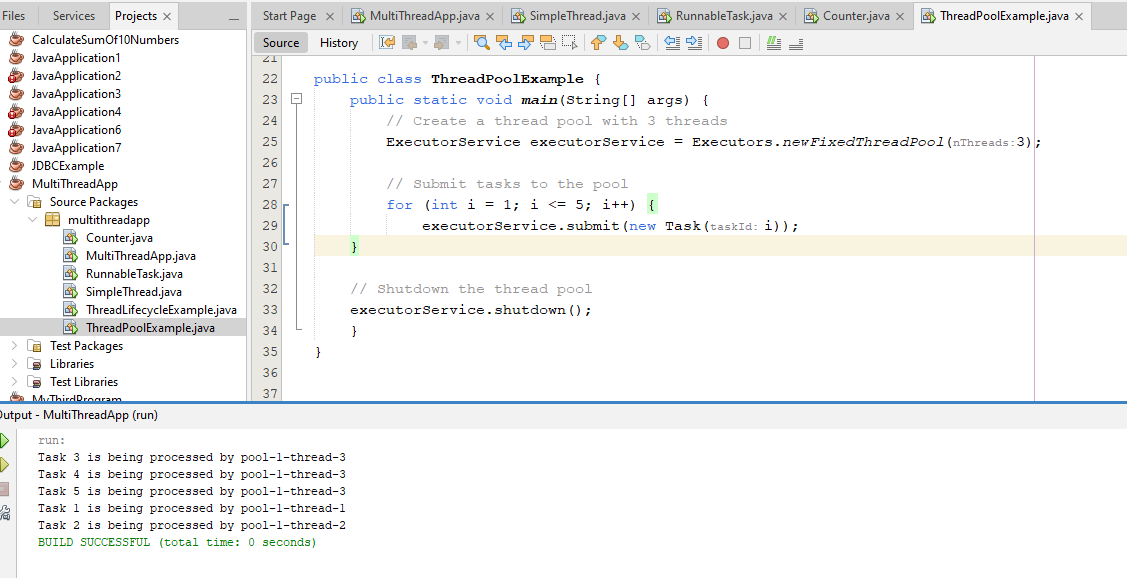 Files Services Projects
Start Page MultiThreadApp.java SimpleThread.java RunnableTask.java Counter.java ThreadPoolExample.java
Source History
CalculateSumOf10Numbers
JavaApplication1
JavaApplication2
JavaApplication3
JavaApplication4
JavaApplication6
JavaApplication7
JDBCExample
MultiThreadApp
Source Packages
multithreadapp
Counter.java
MultiThreadApp.java
RunnableTask.java
SimpleThread.java
ThreadLifecycleExample.java
ThreadPoolExample.java
Test Packages
Libraries
Test Libraries
MyThirdProgram
21
22 public class ThreadPoolExample {
23 public static void main(String[] args) {
24 // Create a thread pool with 3 threads
25 ExecutorService executorService = Executors.newFixedThreadPool(nThreads:3);
26
27 // Submit tasks to the pool
28 for (int i = 1; i <= 5; i++) {
29 executorService.submit(new Task(taskId: i));
30 }
31
32 // Shutdown the thread pool
33 executorService.shutdown();
34 }
35 }
36
37
Output - MultiThreadApp (run)
run:
Task 3 is being processed by pool-1-thread-3
Task 4 is being processed by pool-1-thread-3
Task 5 is being processed by pool-1-thread-3
Task 1 is being processed by pool-1-thread-1
Task 2 is being processed by pool-1-thread-2
BUILD SUCCESSFUL (total time: 0 seconds)